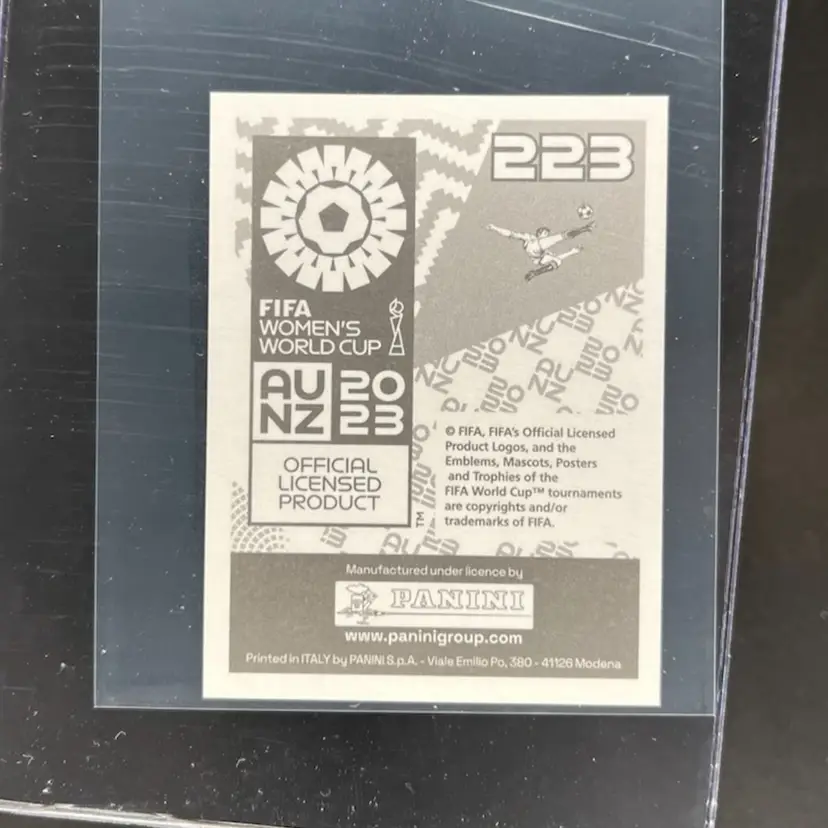 223
FIFA
WOMEN'S
WORLD CUP
AU 20
NZ 23
OFFICIAL
LICENSED
PRODUCT
TM
© FIFA, FIFA's Official Licensed
Product Logos, and the
Emblems, Mascots, Posters
and Trophies of the
FIFA World Cup™ tournaments
are copyrights and/or
trademarks of FIFA.
Manufactured under licence by
PANINI
www.paninigroup.com
Printed in ITALY by PANINI S.p.A. - Viale Emilio Po, 380 - 41126 Modena